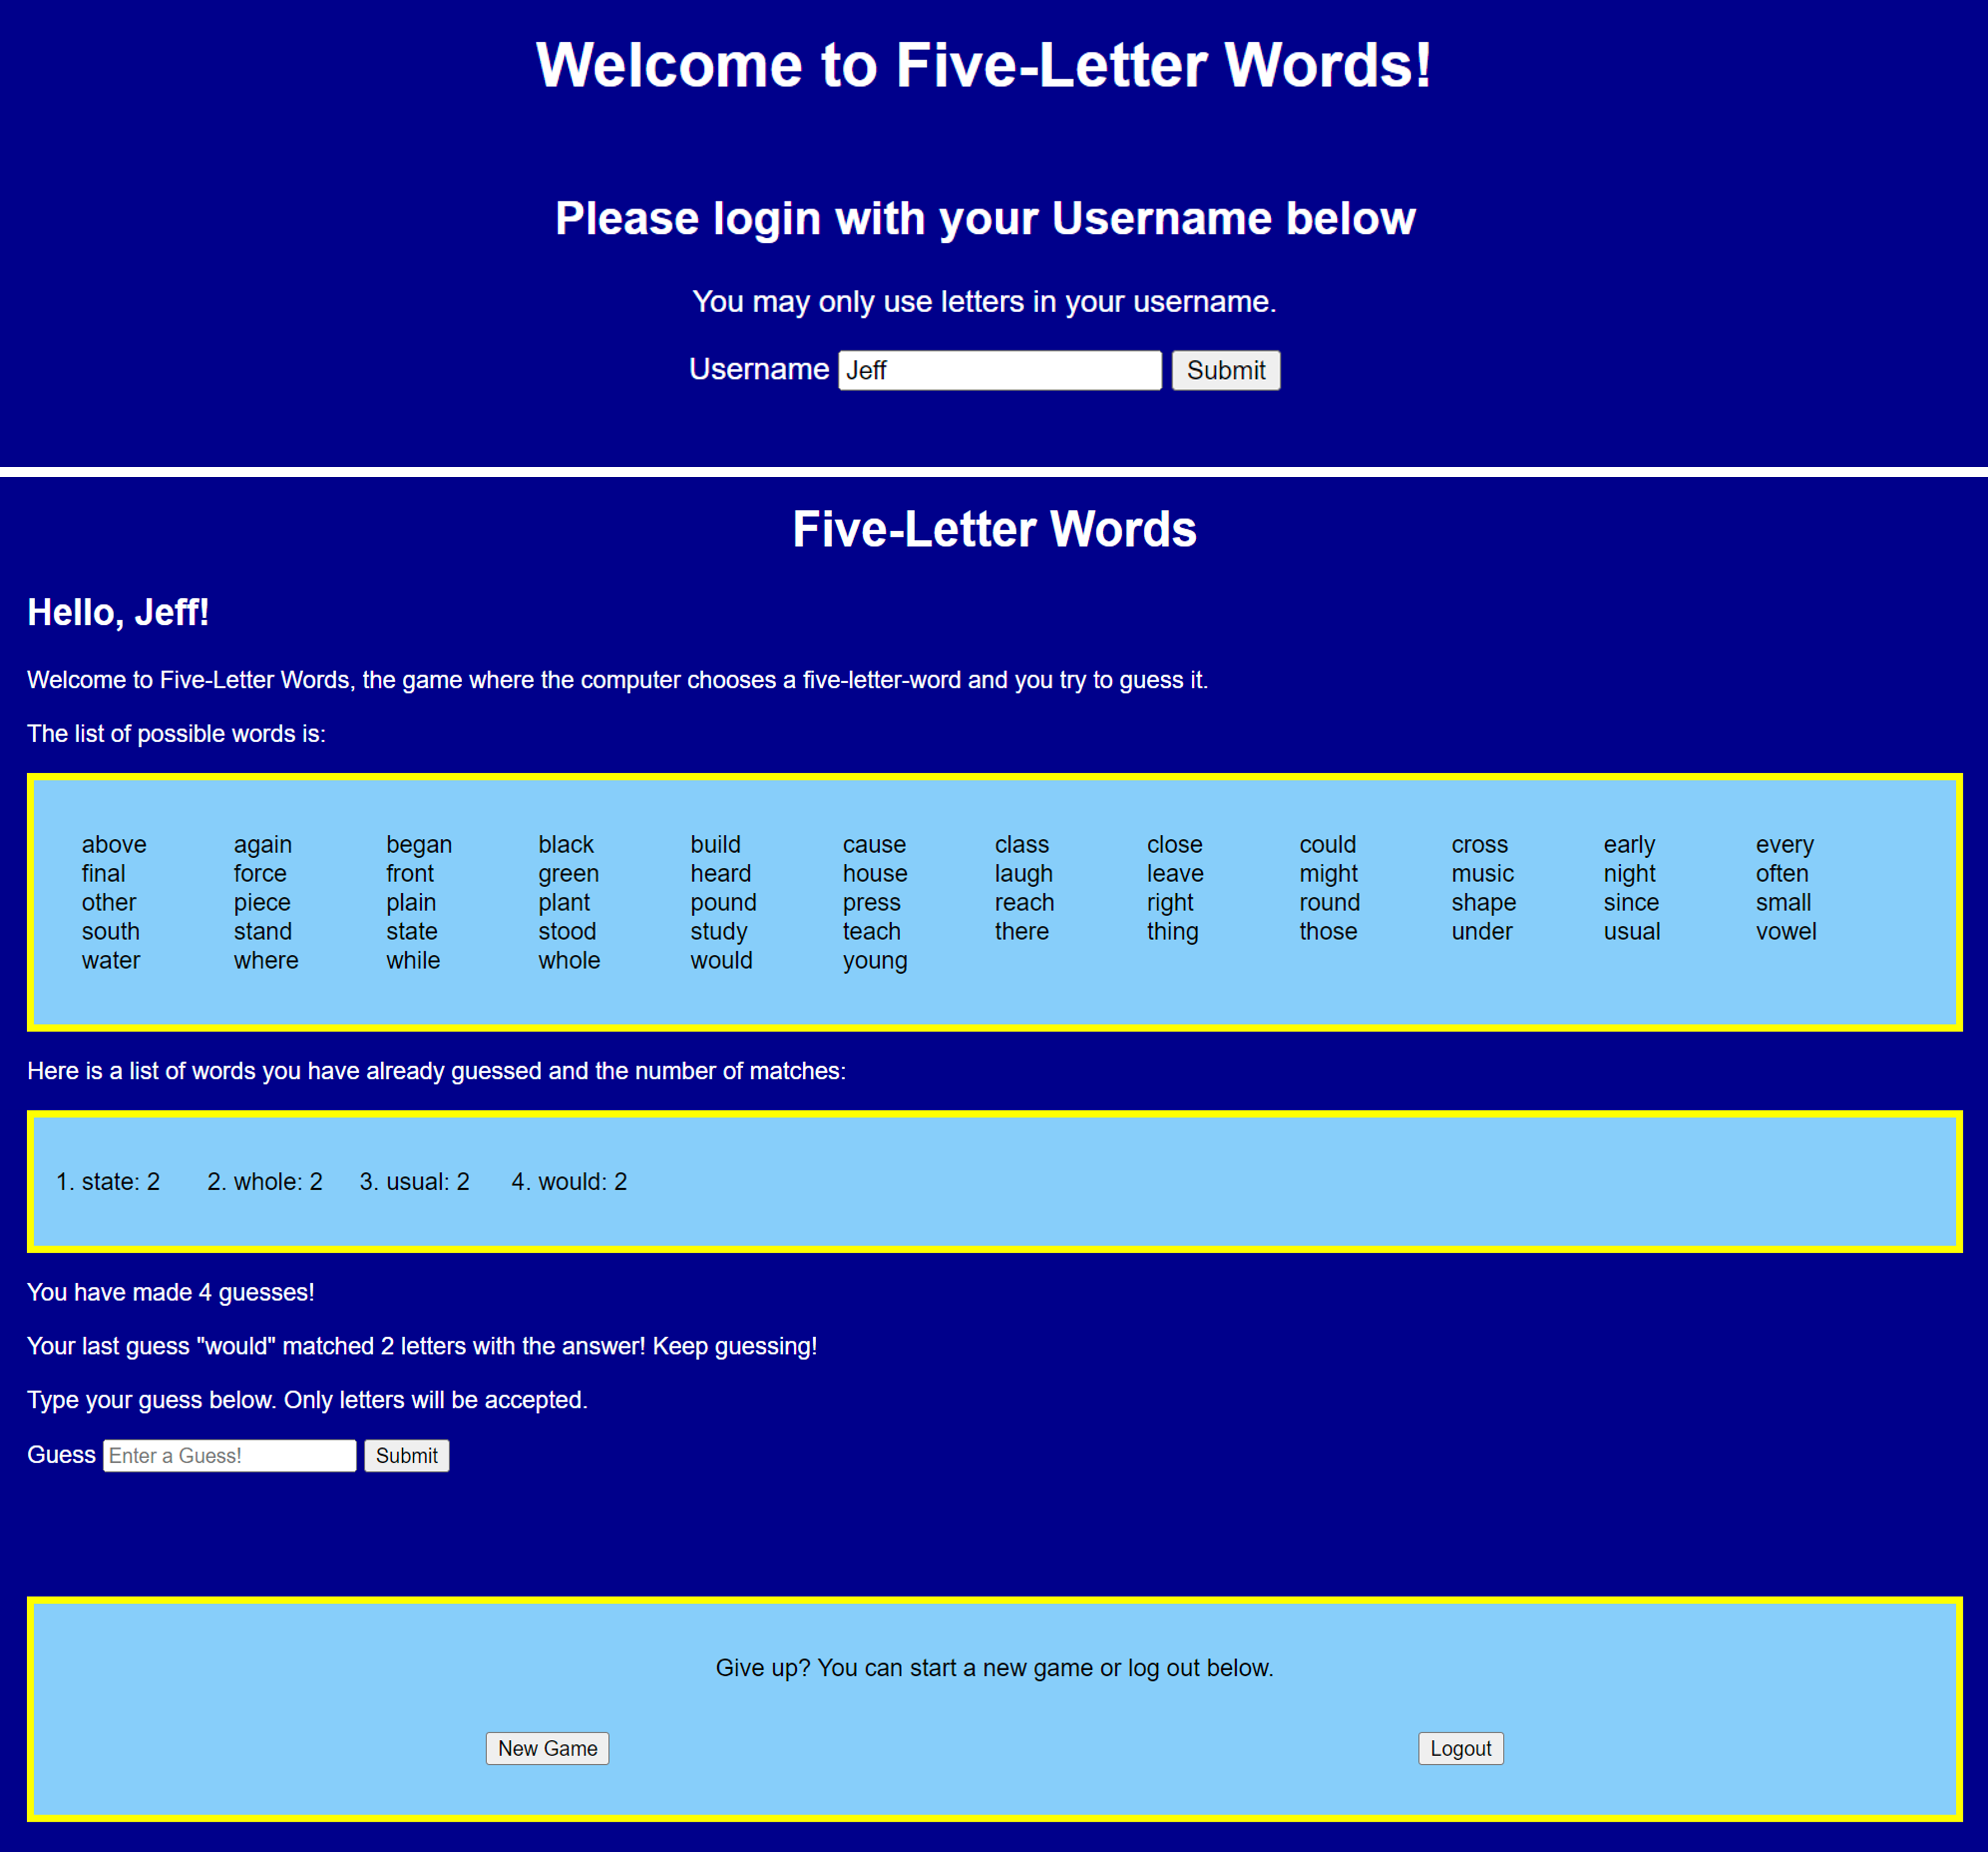 Welcome to Five-Letter Words!
Please login with your Username below
You may only use letters in your username.
Username Jeff Submit
Five-Letter Words
Hello, Jeff!
Welcome to Five-Letter Words, the game where the computer chooses a five-letter-word and you try to guess it.
The list of possible words is:
above again began black build cause class close could cross early every
final force front green heard house laugh leave might music night often
other piece plain plant pound press reach right round shape since small
south stand state stood study teach there thing those under usual vowel
water where while whole would young
Here is a list of words you have already guessed and the number of matches:
1. state: 2 2. whole: 2 3. usual: 2 4. would: 2
You have made 4 guesses!
Your last guess "would" matched 2 letters with the answer! Keep guessing!
Type your guess below. Only letters will be accepted.
Guess Enter a Guess! Submit
Give up? You can start a new game or log out below.
New Game Logout